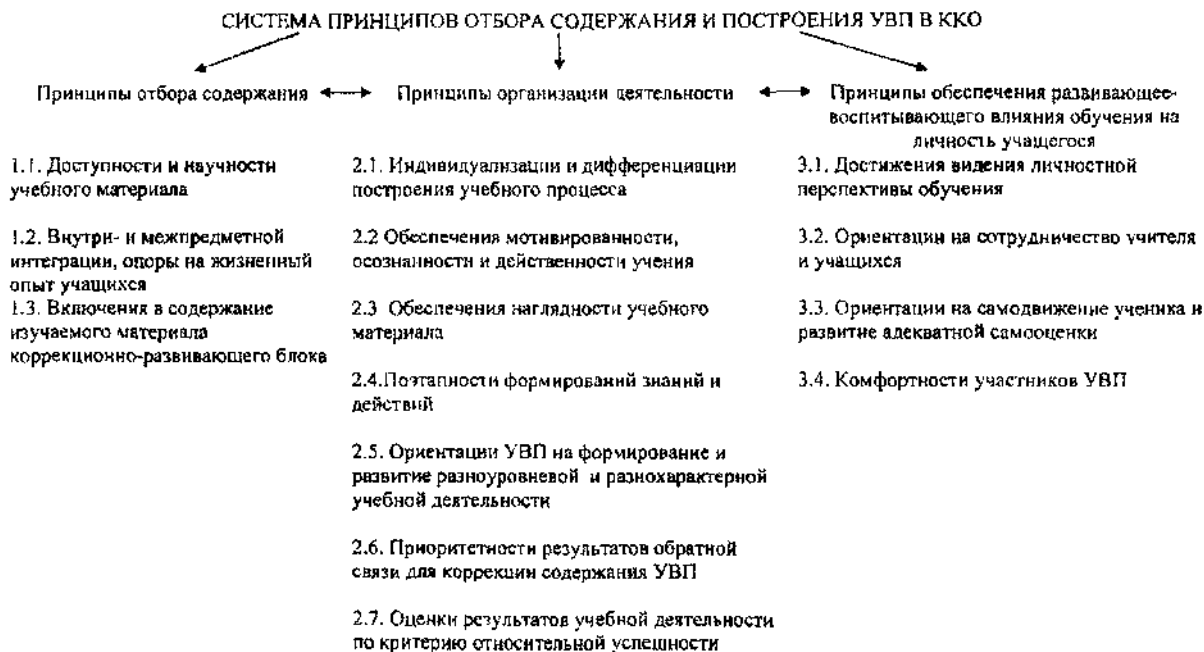 СИСТЕМА ПРИНЦИПОВ ОТБОРА СОДЕРЖАНИЯ И ПОСТРОЕНИЯ УВП В ККО
Принципы отбора содержания
1.1. Доступности и научности
учебного материала
1.2. Внутри- и межпредметной
интеграции, опоры на жизненный
опыт учащихся
1.3. Включения в содержание
изучаемого материала
коррекционно-развивающего блока
Принципы организации деятельности
2.1. Индивидуализации и дифференциации
построения учебного процесса
2.2 Обеспечения мотивированности,
осознанности и действенности учения
2.3 Обеспечения наглядности учебного
материала
2.4.Поэтапности формирований знаний и
действий
2.5. Ориентации УВП на формирование и
развитие разноуровневой и разнохарактерной
учебной деятельности
2.6. Приоритетности результатов обратной
связи для коррекции содержания УВП
2.7. Оценки результатов учебной деятельности
по критерию относительной успешности
Принципы обеспечения развивающее-
воспитывающего влияния обучения на
личность учащегося
3.1. Достижения видения личностной
перспективы обучения
3.2. Ориентации на сотрудничество учителя
и учащихся
3.3. Ориентации на самодвижение ученика и
развитие адекватной самооценки
3.4. Комфортности участников УВП